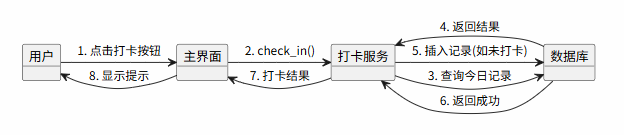 4. 返回结果
用户
1. 点击打卡按钮
主界面
2. check_in()
打卡服务
5. 插入记录(如未打卡)
数据库
8. 显示提示
7. 打卡结果
3. 查询今日记录
6. 返回成功